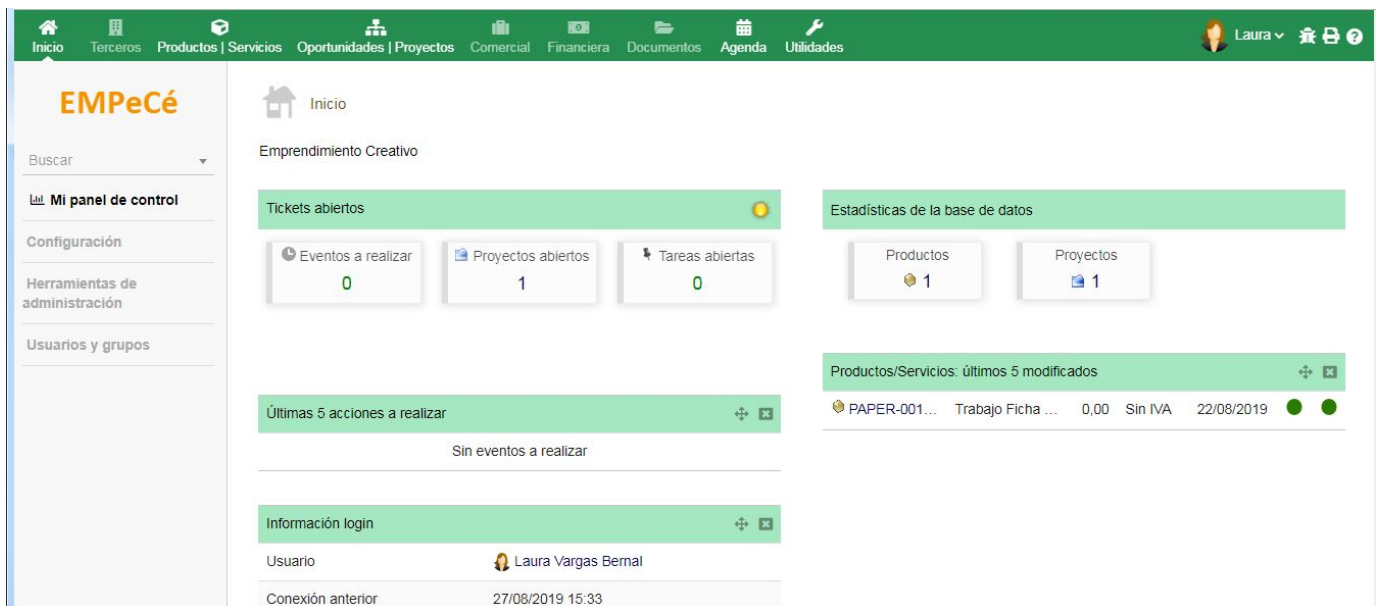 Inicio Terceros Productos | Servicios Oportunidades | Proyectos Comercial Financiera Documentos Agenda Utilidades Laura
EMPeCé
Buscar
Mi panel de control
Configuración
Herramientas de
administración
Usuarios y grupos
Inicio
Emprendimiento Creativo
Tickets abiertos
Eventos a realizar Proyectos abiertos Tareas abiertas
0 1 0
Últimas 5 acciones a realizar
Sin eventos a realizar
Información login
Usuario Laura Vargas Bernal
Conexión anterior 27/08/2019 15:33
Estadísticas de la base de datos
Productos Proyectos
1 1
Productos/Servicios: últimos 5 modificados
PAPER-001... Trabajo Ficha ... 0,00 Sin IVA 22/08/2019